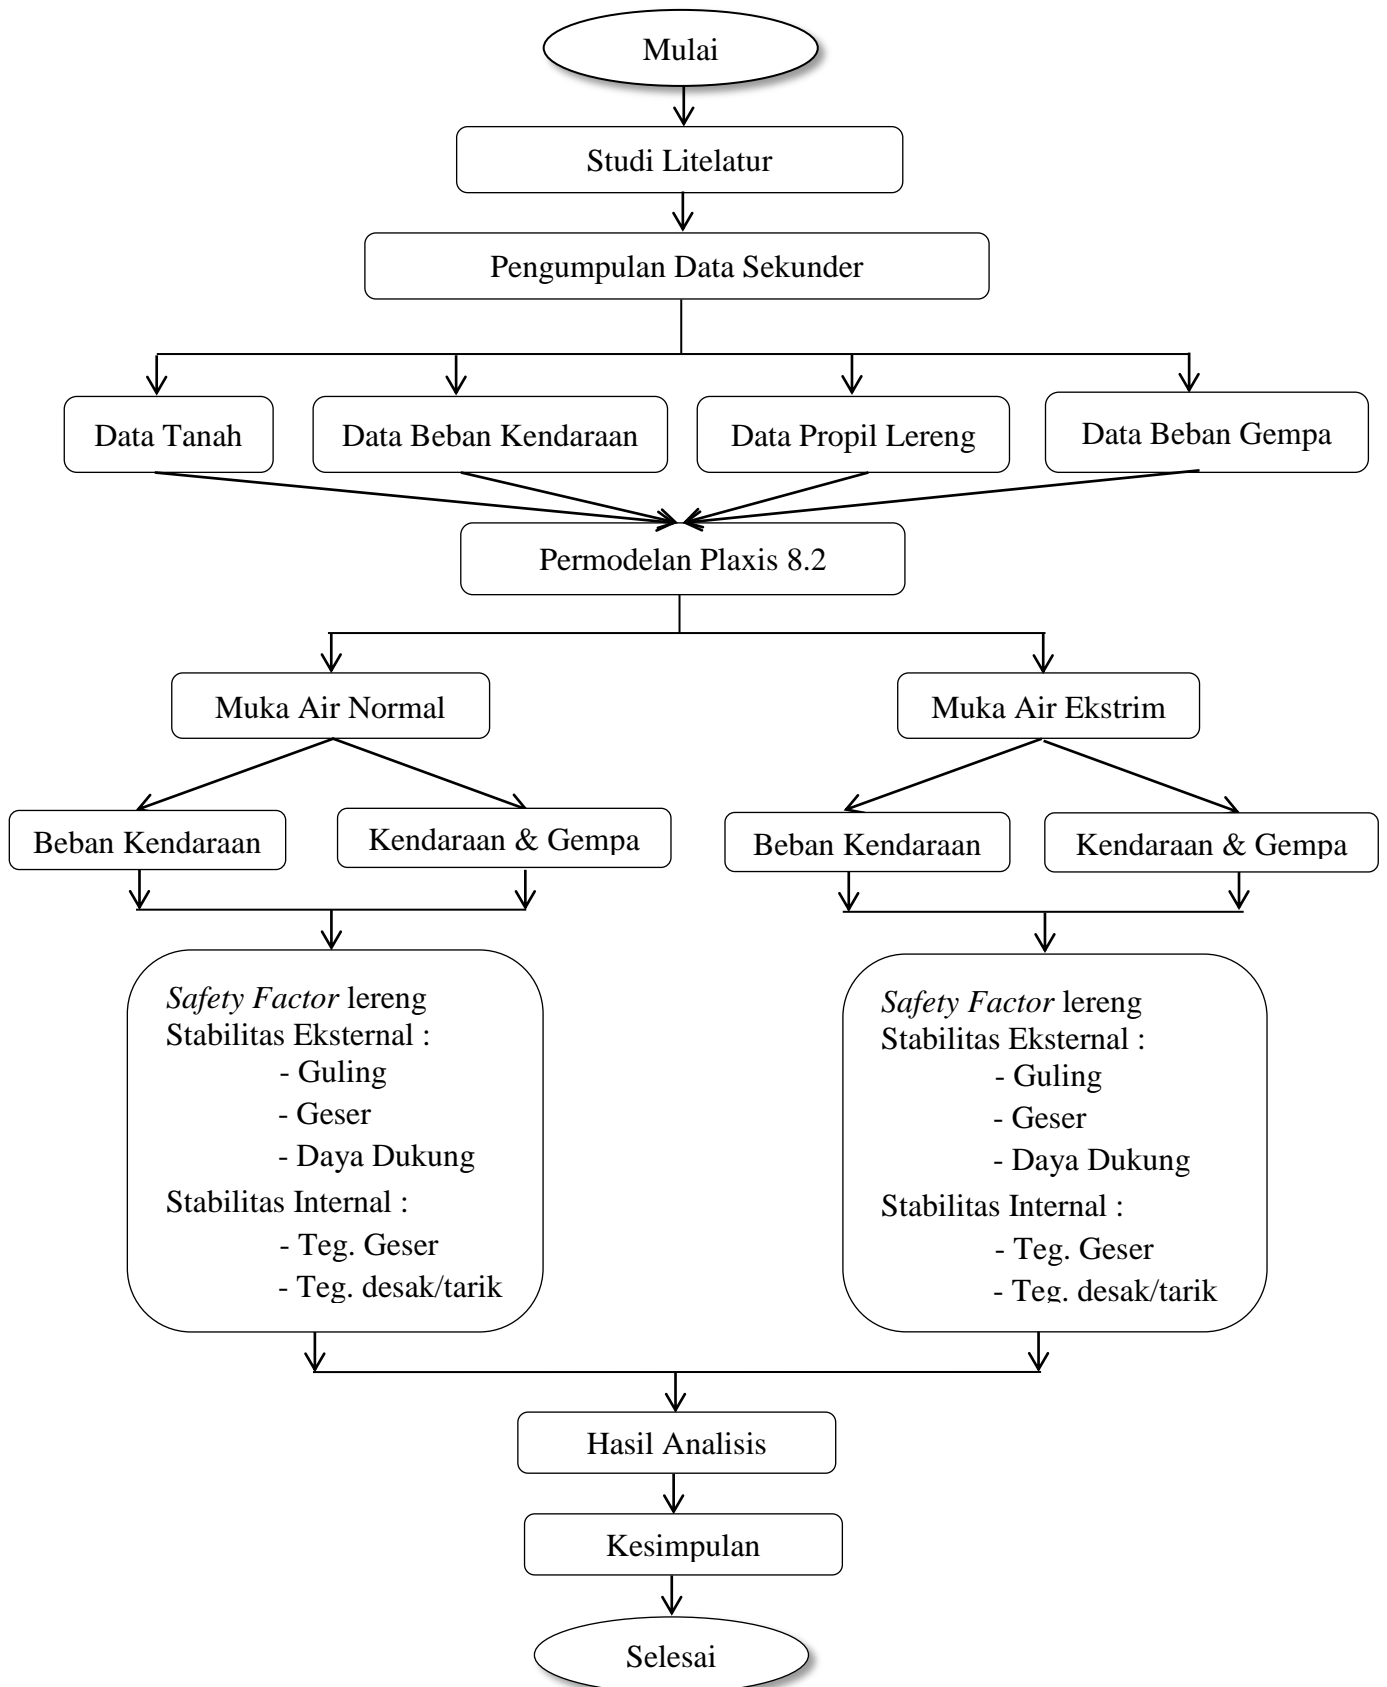 Mulai
Studi Litelatur
Pengumpulan Data Sekunder
Data Tanah
Data Beban Kendaraan
Data Propil Lereng
Data Beban Gempa
Permodelan Plaxis 8.2
Muka Air Normal
Muka Air Ekstrim
Beban Kendaraan
Kendaraan & Gempa
Beban Kendaraan
Kendaraan & Gempa
Safety Factor lereng
Stabilitas Eksternal :
- Guling
- Geser
- Daya Dukung
Stabilitas Internal :
- Teg. Geser
- Teg. desak/tarik
Safety Factor lereng
Stabilitas Eksternal :
- Guling
- Geser
- Daya Dukung
Stabilitas Internal :
- Teg. Geser
- Teg. desak/tarik
Hasil Analisis
Kesimpulan
Selesai